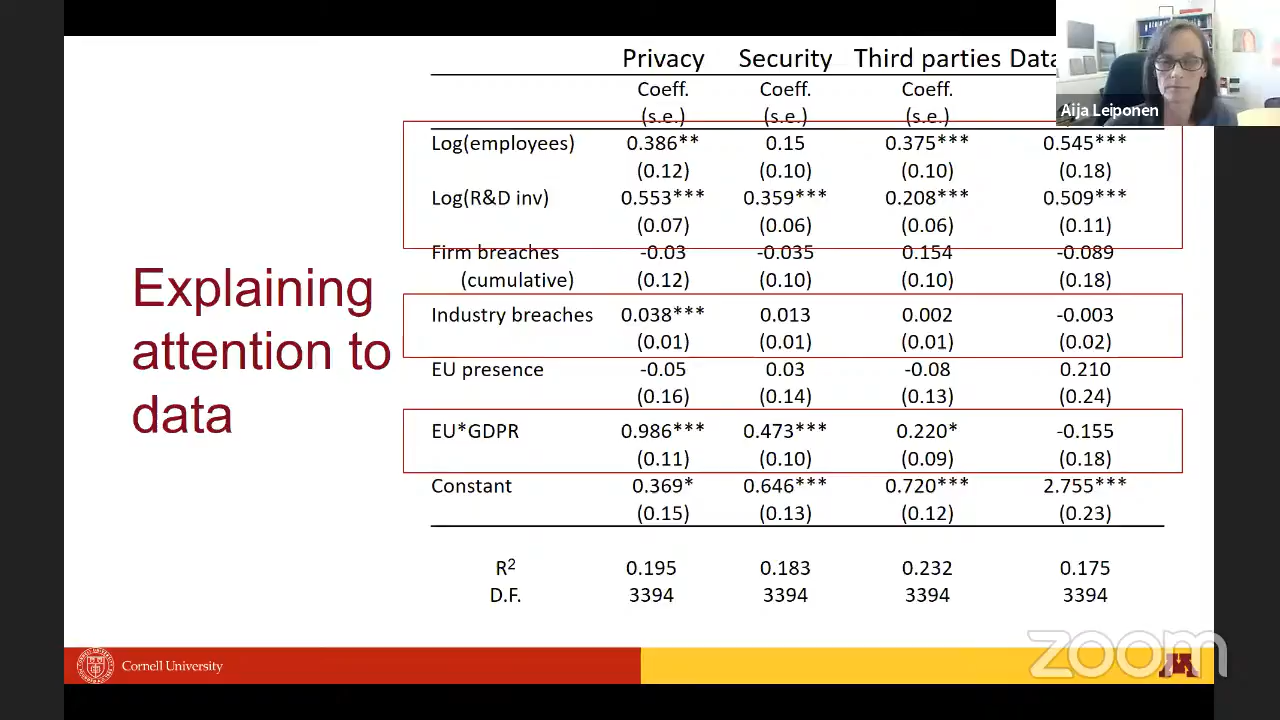 Privacy Security Third parties Data
Coeff. Coeff. Coeff.
(s.e.) (s.e.) (s.e.)
Aija Leiponen
Log(employees) 0.386** 0.15 0.375*** 0.545***
(0.12) (0.10) (0.10) (0.18)
Log(R&D inv) 0.553*** 0.359*** 0.208*** 0.509***
(0.07) (0.06) (0.06) (0.11)
Firm breaches -0.03 -0.035 0.154 -0.089
(cumulative) (0.12) (0.10) (0.10) (0.18)
Industry breaches 0.038*** 0.013 0.002 -0.003
(0.01) (0.01) (0.01) (0.02)
EU presence -0.05 0.03 -0.08 0.210
(0.16) (0.14) (0.13) (0.24)
EU*GDPR 0.986*** 0.473*** 0.220* -0.155
(0.11) (0.10) (0.09) (0.18)
Constant 0.369* 0.646*** 0.720*** 2.755***
(0.15) (0.13) (0.12) (0.23)
R² 0.195 0.183 0.232 0.175
D.F. 3394 3394 3394 3394
Explaining
attention to
data
Cornell University
zoom
M